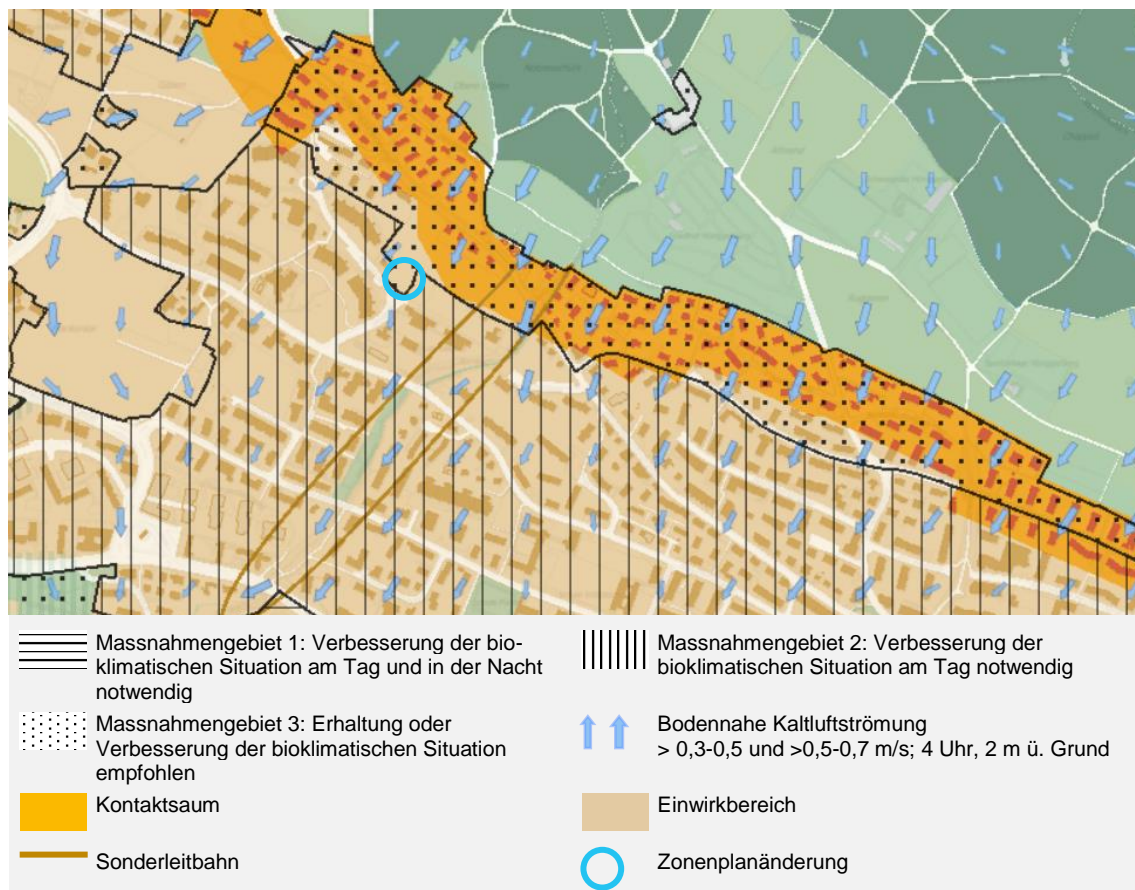 Massnahmengebiet 1: Verbesserung der bio-
klimatischen Situation am Tag und in der Nacht
notwendig
Massnahmengebiet 2: Verbesserung der
bioklimatischen Situation am Tag notwendig
Massnahmengebiet 3: Erhaltung oder
Verbesserung der bioklimatischen Situation
empfohlen
Bodennahe Kaltluftströmung
> 0,3-0,5 und >0,5-0,7 m/s; 4 Uhr, 2 m ü. Grund
Kontaktsaum
Einwirkbereich
Sonderleitbahn
Zonenplanänderung